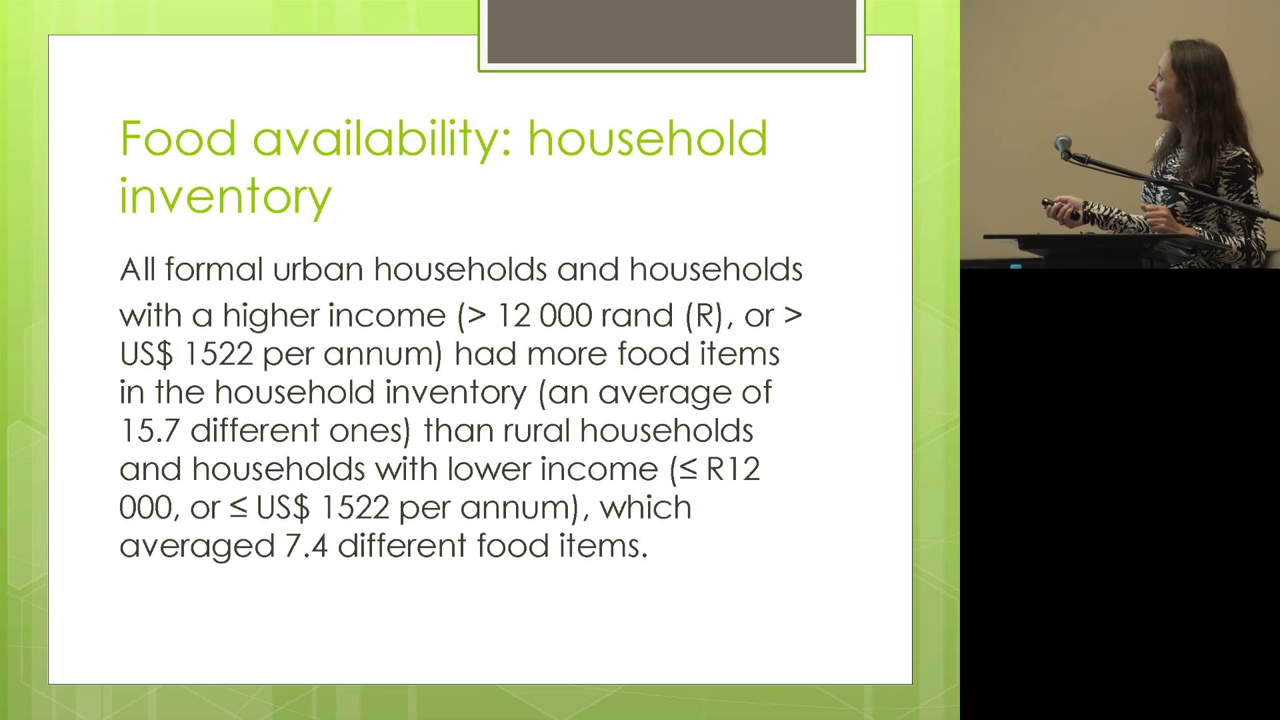 Food availability: household
inventory
All formal urban households and households
with a higher income (> 12 000 rand (R), or >
US$ 1522 per annum) had more food items
in the household inventory (an average of
15.7 different ones) than rural households
and households with lower income (≤ R12
000, or ≤ US$ 1522 per annum), which
averaged 7.4 different food items.